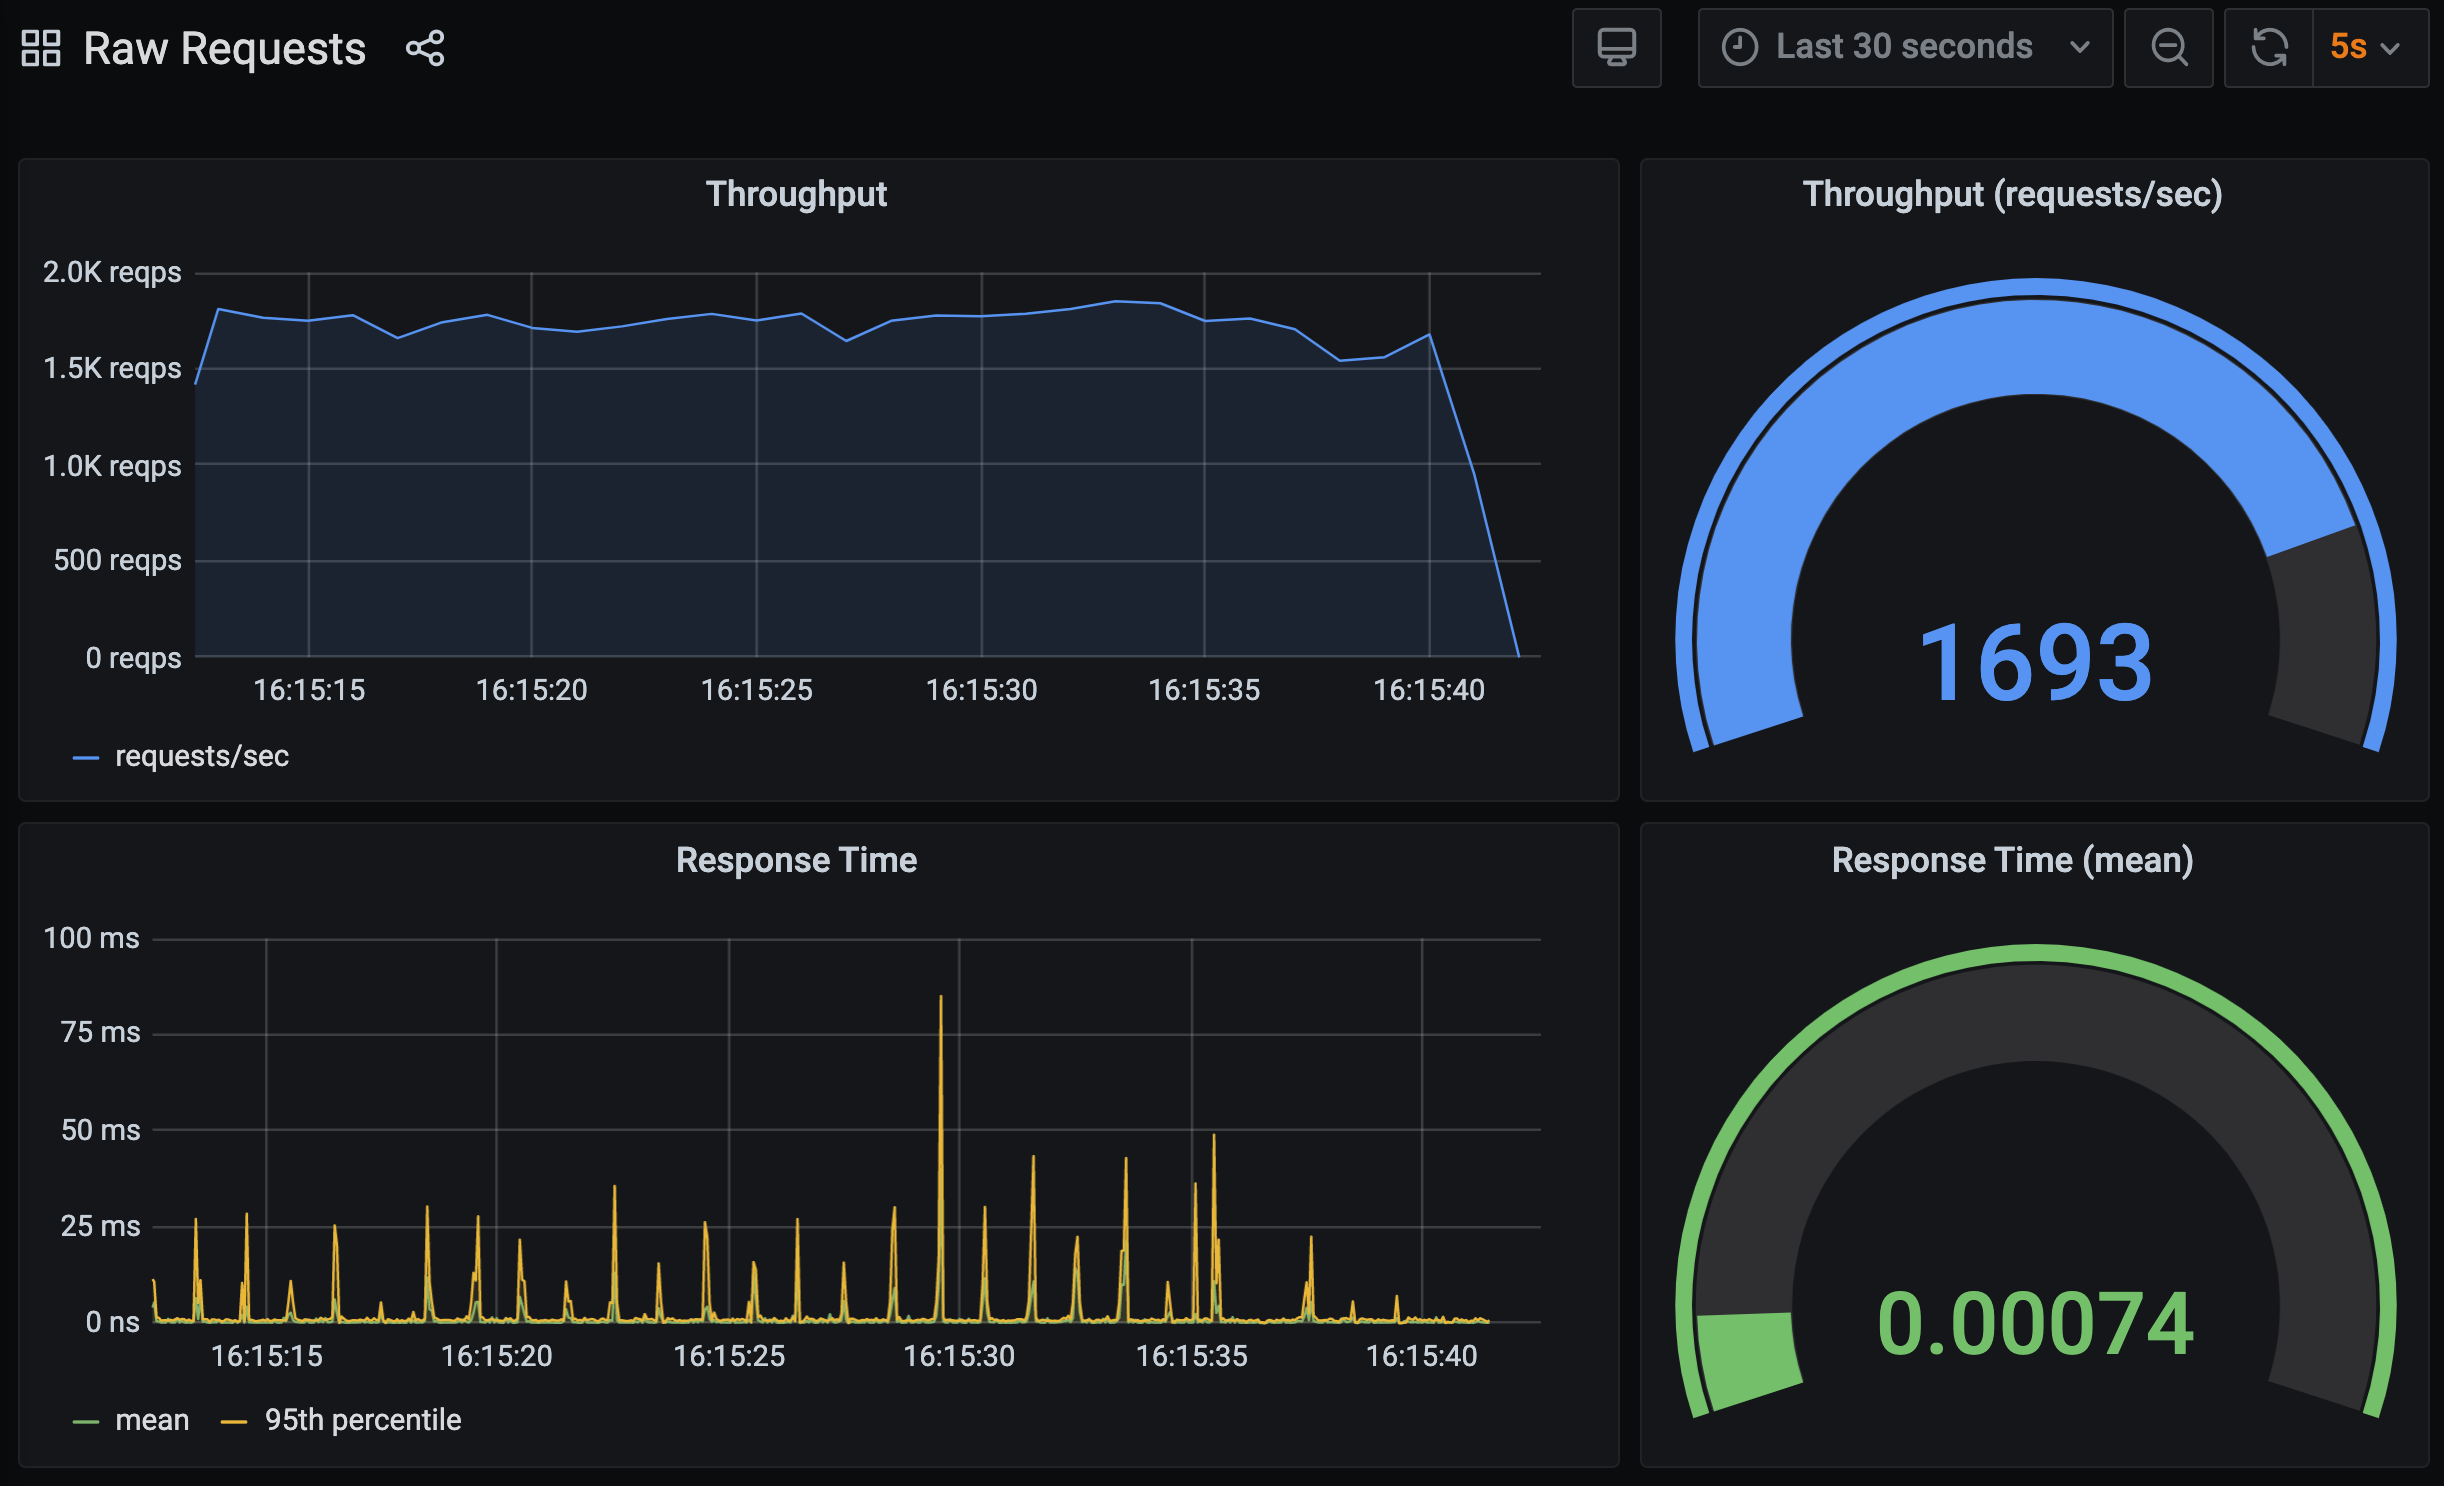 Raw Requests
Last 30 seconds
5s
Throughput
2.0K reqps
1.5K reqps
1.0K reqps
500 reqps
0 reqps
16:15:15 16:15:20 16:15:25 16:15:30 16:15:35 16:15:40
requests/sec
Throughput (requests/sec)
1693
Response Time
100 ms
75 ms
50 ms
25 ms
0 ns
16:15:15 16:15:20 16:15:25 16:15:30 16:15:35 16:15:40
mean 95th percentile
Response Time (mean)
0.00074